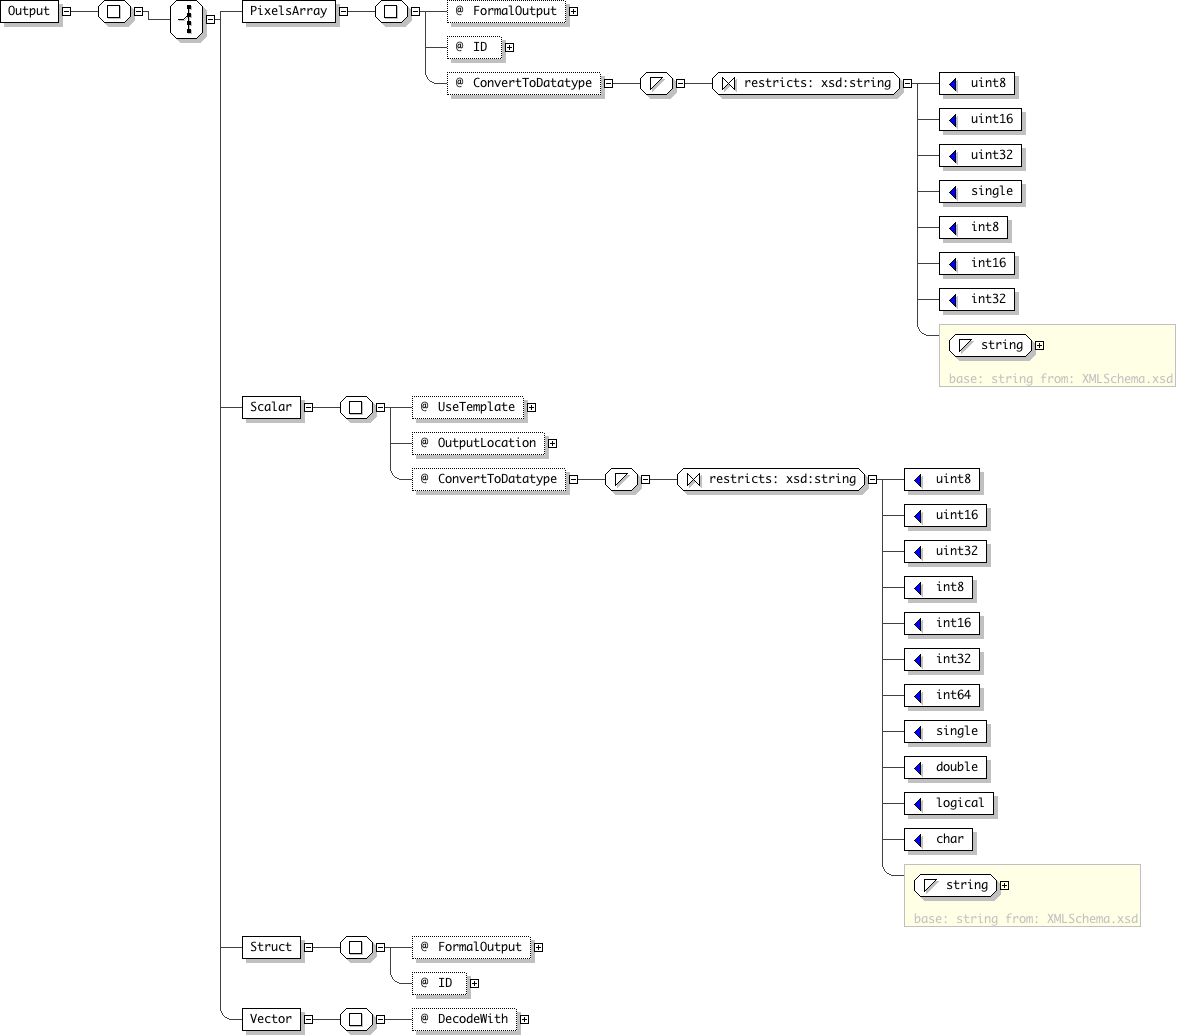 Output
PixelsArray
@ FormalOutput
@ ID
@ ConvertToDatatype
restricts: xsd:string
uint8
uint16
uint32
single
int8
int16
int32
string
base: string from: XMLSchema.xsd
Scalar
@ UseTemplate
@ OutputLocation
@ ConvertToDatatype
restricts: xsd:string
uint8
uint16
uint32
int8
int16
int32
int64
single
double
logical
char
string
base: string from: XMLSchema.xsd
Struct
@ FormalOutput
@ ID
Vector
@ DecodeWith